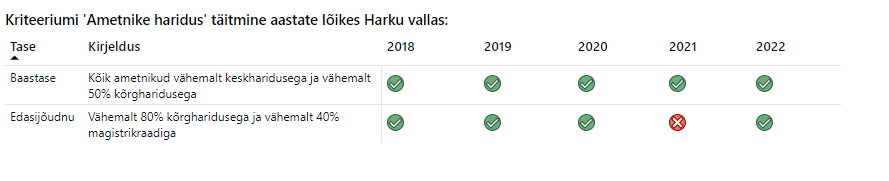 Kriteeriumi 'Ametnike haridus' täitmine aastate lõikes Harku vallas:
Tase Kirjeldus 2018 2019 2020 2021 2022
Baastase Kõik ametnikud vähemalt keskharidusega ja vähemalt
50% kõrgharidusega
Edasijõudnu Vähemalt 80% kõrgharidusega ja vähemalt 40%
magistrikraadiga